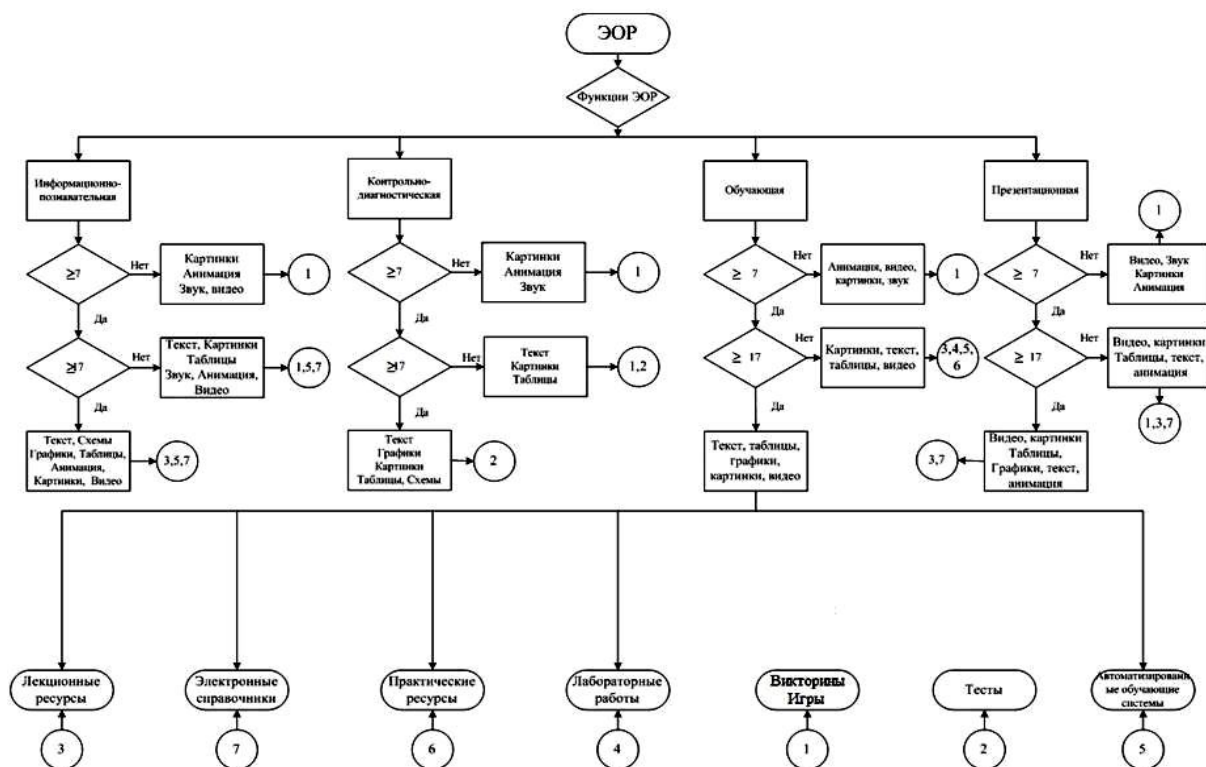 ЭОР
Функции ЭОР
Информационно-
познавательная
Контрольно-
диагностическая
Обучающая
Презентационная
1
≥7
Нет
Картинки
Анимация
Звук, видео
1
≥7
Нет
Картинки
Анимация
Звук
1
≥ 7
Нет
Анимация, видео,
картинки, звук
1
≥ 7
Нет
Видео, Звук
Картинки
Анимация
Да
Да
Да
Да
≥17
Нет
Текст, Картинки
Таблицы
Звук, Анимация,
Видео
1,5,7
≥17
Нет
Текст
Картинки
Таблицы
1,2
≥ 17
Нет
Картинки, текст,
таблицы, видео
3,4,5,
6
≥ 17
Нет
Видео, картинки
Таблицы, текст,
анимация
Да
Да
Да
Да
1,3,7
Текст, Схемы
Графики, Таблицы,
Анимация,
Картинки, Видео
3,5,7
Текст
Графики
Картинки
Таблицы, Схемы
2
Текст, таблицы,
графики,
картинки, видео
3,7
Видео, картинки
Таблицы,
Графики, текст,
анимация
Лекционные
ресурсы
Электронные
справочники
Практические
ресурсы
Лабораторные
работы
Викторины
Игры
Тесты
Автоматизированн
ые обучающие
системы
3
7
6
4
1
2
5